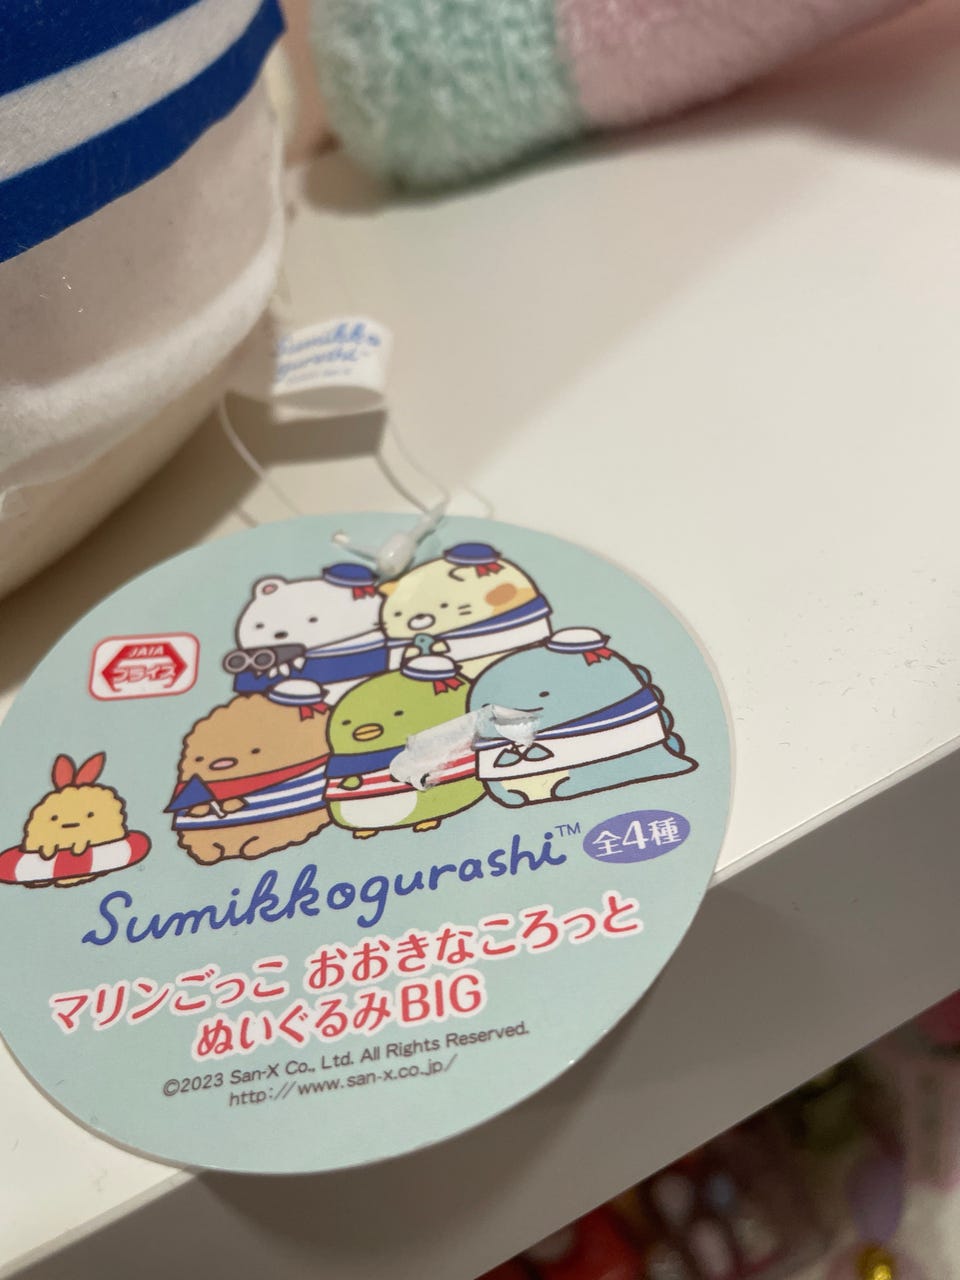 Sumikko
gurashi
JAIA
プライズ
Sumikkogurashi™
全4種
マリンごっこ おおきなころっと
ぬいぐるみBIG
©2023 San-X Co., Ltd. All Rights Reserved.
http://www.san-x.co.jp/